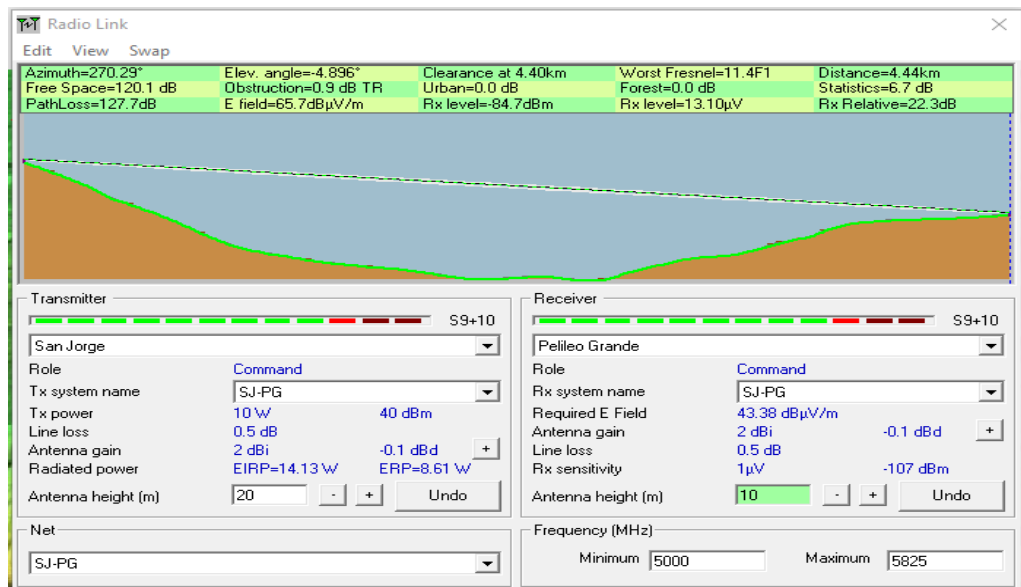 Radio Link
Edit View Swap
Azimuth=270.29° Elev. angle=-4.896° Clearance at 4.40km Worst Fresnel=11.4F1 Distance=4.44km
Free Space=120.1 dB Obstruction=0.9 dB TR Urban=0.0 dB Forest=0.0 dB Statistics=6.7 dB
PathLoss=127.7dB E field=65.7dBµV/m Rx level=-84.7dBm Rx level=13.10µV Rx Relative=22.3dB
Transmitter
S9+10
San Jorge
Role Command
Tx system name SJ-PG
Tx power 10 W 40 dBm
Line loss 0.5 dB
Antenna gain 2 dBi -0.1 dBd +
Radiated power EIRP=14.13 W ERP=8.61 W
Antenna height (m) 20 - + Undo
Receiver
S9+10
Pelileo Grande
Role Command
Rx system name SJ-PG
Required E Field 43.38 dBµV/m
Antenna gain 2 dBi -0.1 dBd +
Line loss 0.5 dB
Rx sensitivity 1µV -107 dBm
Antenna height (m) 10 - + Undo
Net
SJ-PG
Frequency (MHz)
Minimum 5000 Maximum 5825